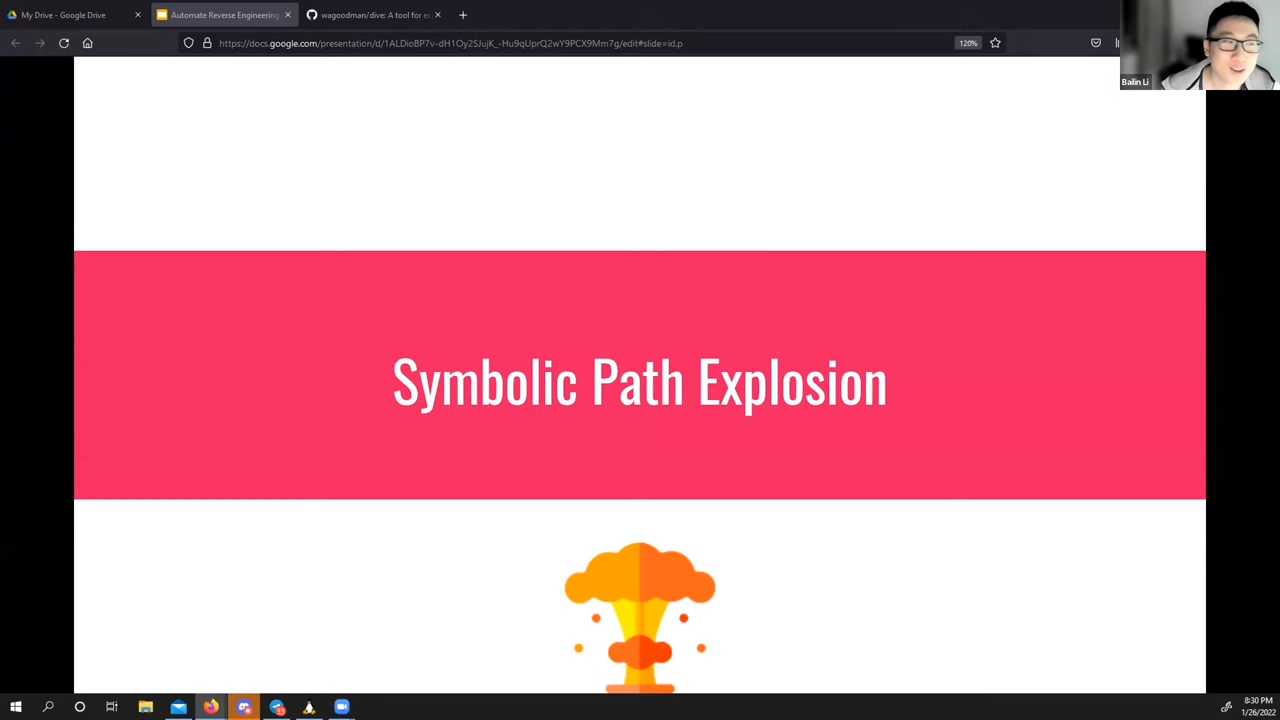 My Drive - Google Drive
Automate Reverse Engineering
wagoodman/dive: A tool for ex
https://docs.google.com/presentation/d/1ALDioBP7v-dH1Oy2SJujK_-Hu9qUprQ2wY9PCX9Mm7g/edit#slide=id.p
120%
Bailin Li
Symbolic Path Explosion
8:30 PM
1/26/2022